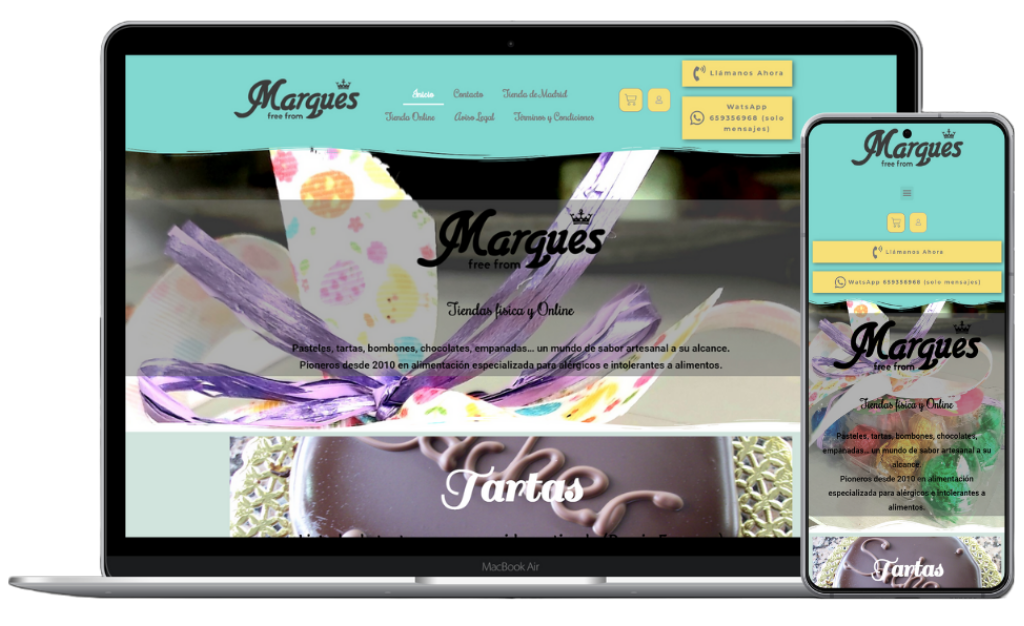 Marques
free from
Inicio
Contacto
Tienda de Madrid
Tienda Online
Aviso Legal
Términos y Condiciones
Llámanos Ahora
WatsApp
659356968 (solo
mensajes)
Marques
free from
Tiendas física y Online
Pasteles, tartas, bombones, chocolates, empanadas... un mundo de sabor artesanal a su alcance.
Pioneros desde 2010 en alimentación especializada para alérgicos e intolerantes a alimentos.
Sacher
Tartas
MacBook Air
Marques
free from
Llámanos Ahora
WatsApp 659356968 (solo mensajes)
Marques
free from
Tiendas física y Online
Pasteles, tartas, bombones, chocolates,
empanadas... un mundo de sabor artesanal a su
alcance.
Pioneros desde 2010 en alimentación
especializada para alérgicos e intolerantes a
alimentos.
Tartas